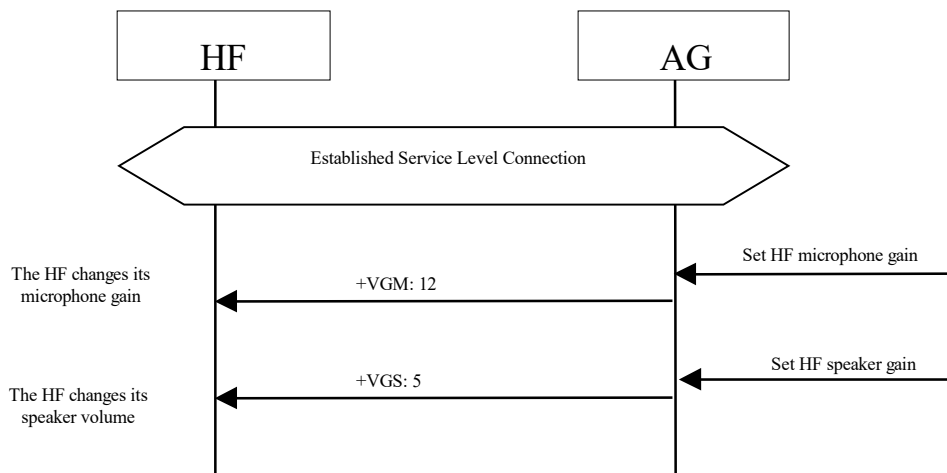 HF
AG
Established Service Level Connection
Set HF microphone gain
The HF changes its
microphone gain
+VGM: 12
Set HF speaker gain
+VGS: 5
The HF changes its
speaker volume